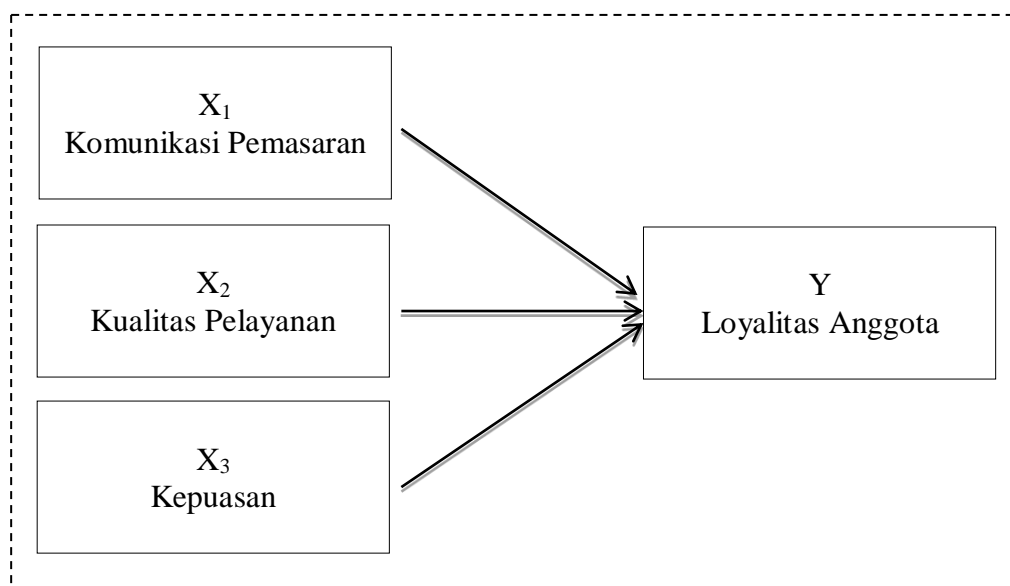 X₁
Komunikasi Pemasaran
X₂
Kualitas Pelayanan
Y
Loyalitas Anggota
X₃
Kepuasan